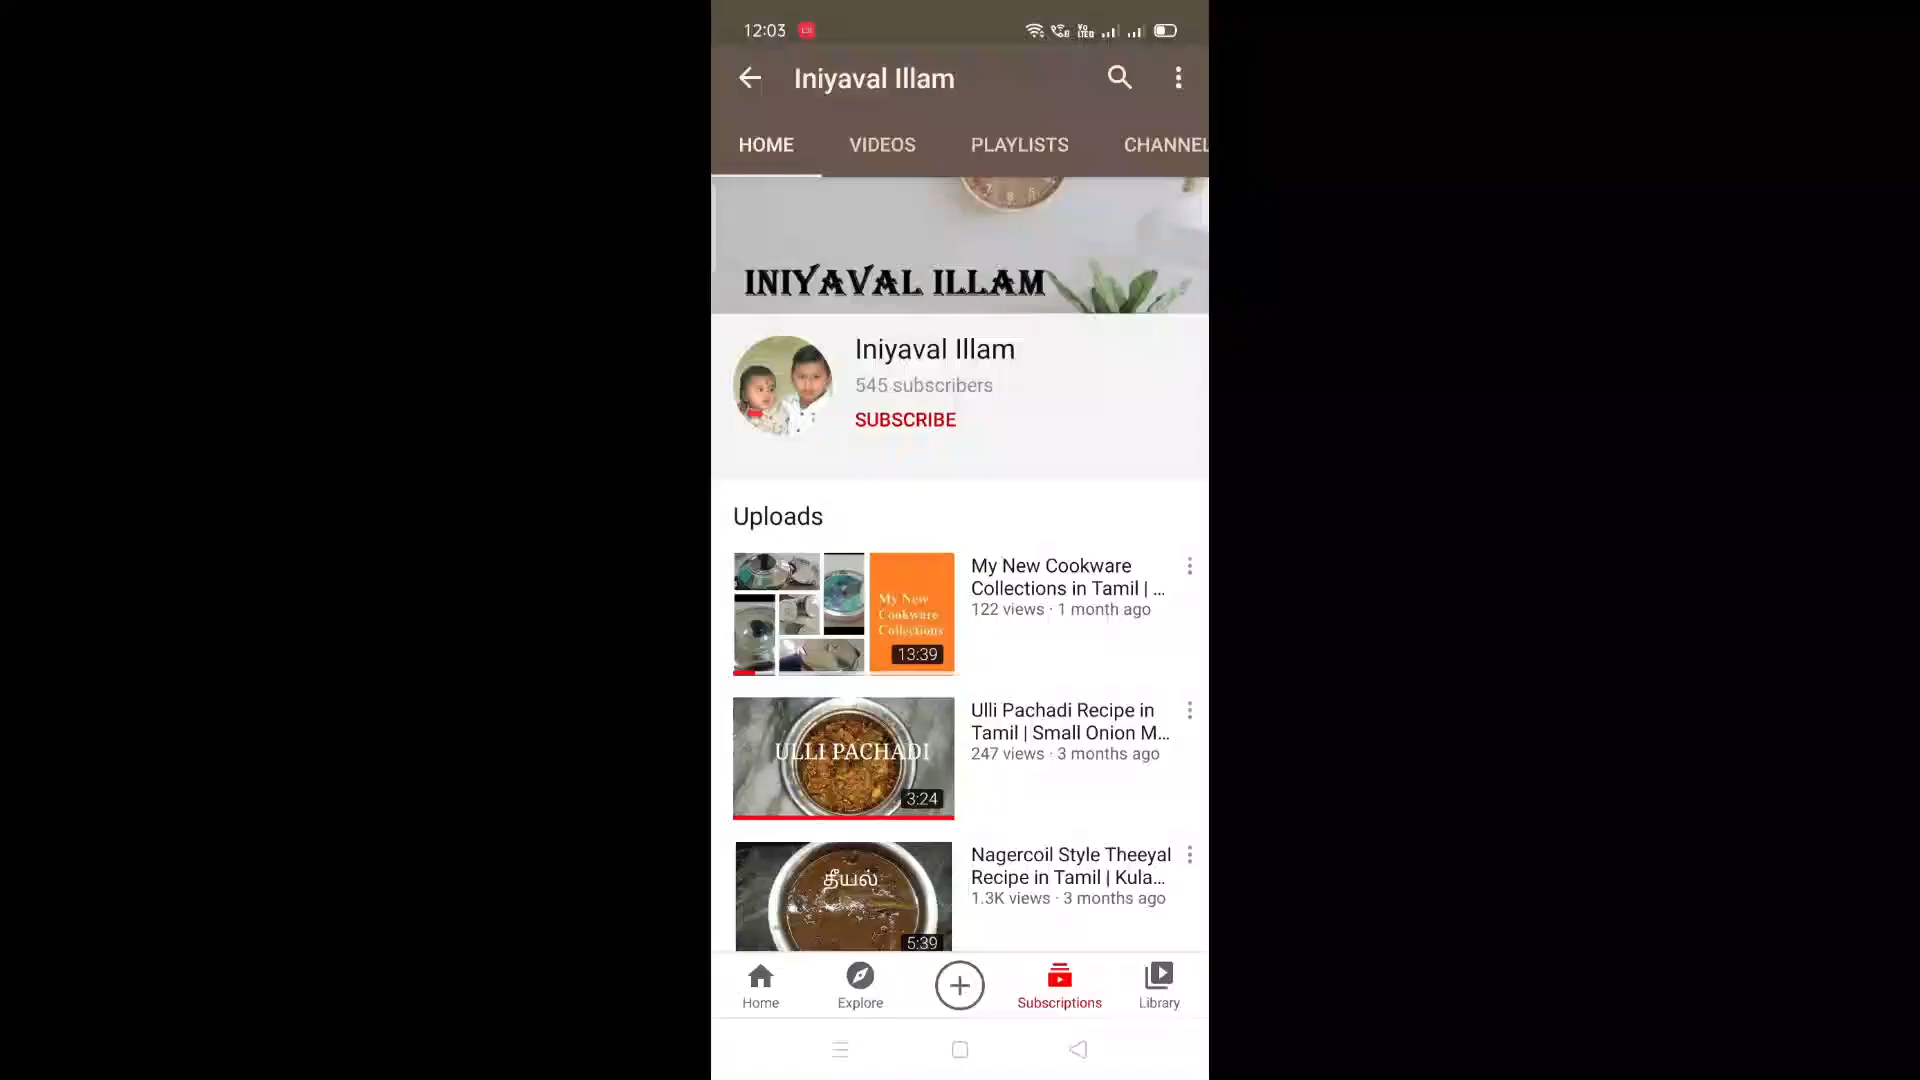 12:03
Iniyaval Illam
HOME VIDEOS PLAYLISTS CHANNEL
INIYAVAL ILLAM
Iniyaval Illam
545 subscribers
SUBSCRIBE
Uploads
My New
Cookware
Collections
13:39
My New Cookware
Collections in Tamil | ...
122 views · 1 month ago
ULLI PACHADI
3:24
Ulli Pachadi Recipe in
Tamil | Small Onion M...
247 views · 3 months ago
தீயல்
5:39
Nagercoil Style Theeyal
Recipe in Tamil | Kula...
1.3K views · 3 months ago
Home Explore Subscriptions Library